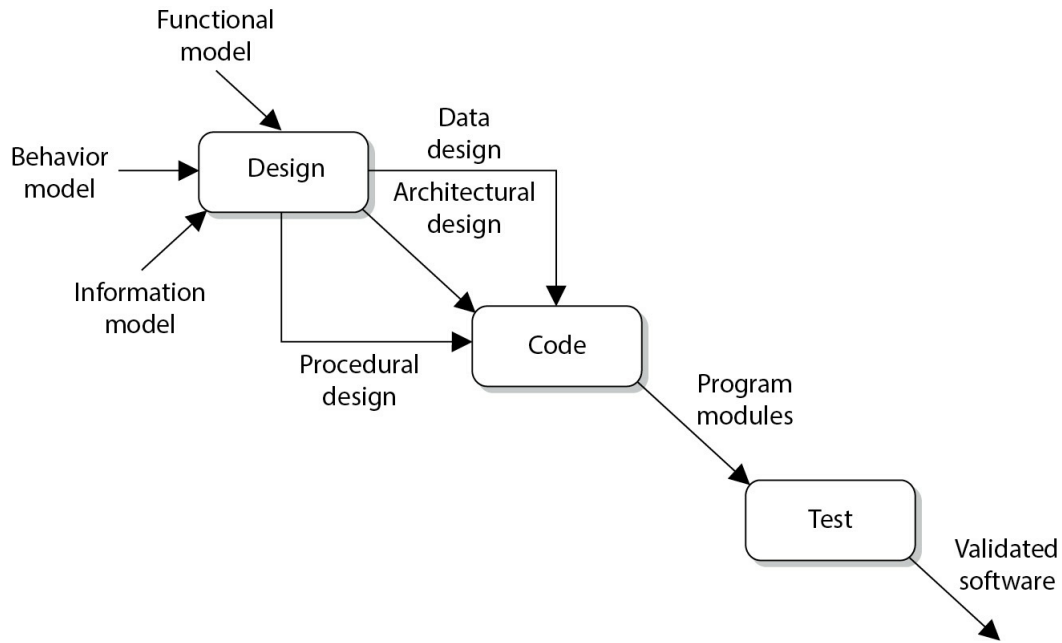 Functional
model
Data
design
Behavior
model
Design
Architectural
design
Information
model
Code
Procedural
design
Program
modules
Test
Validated
software